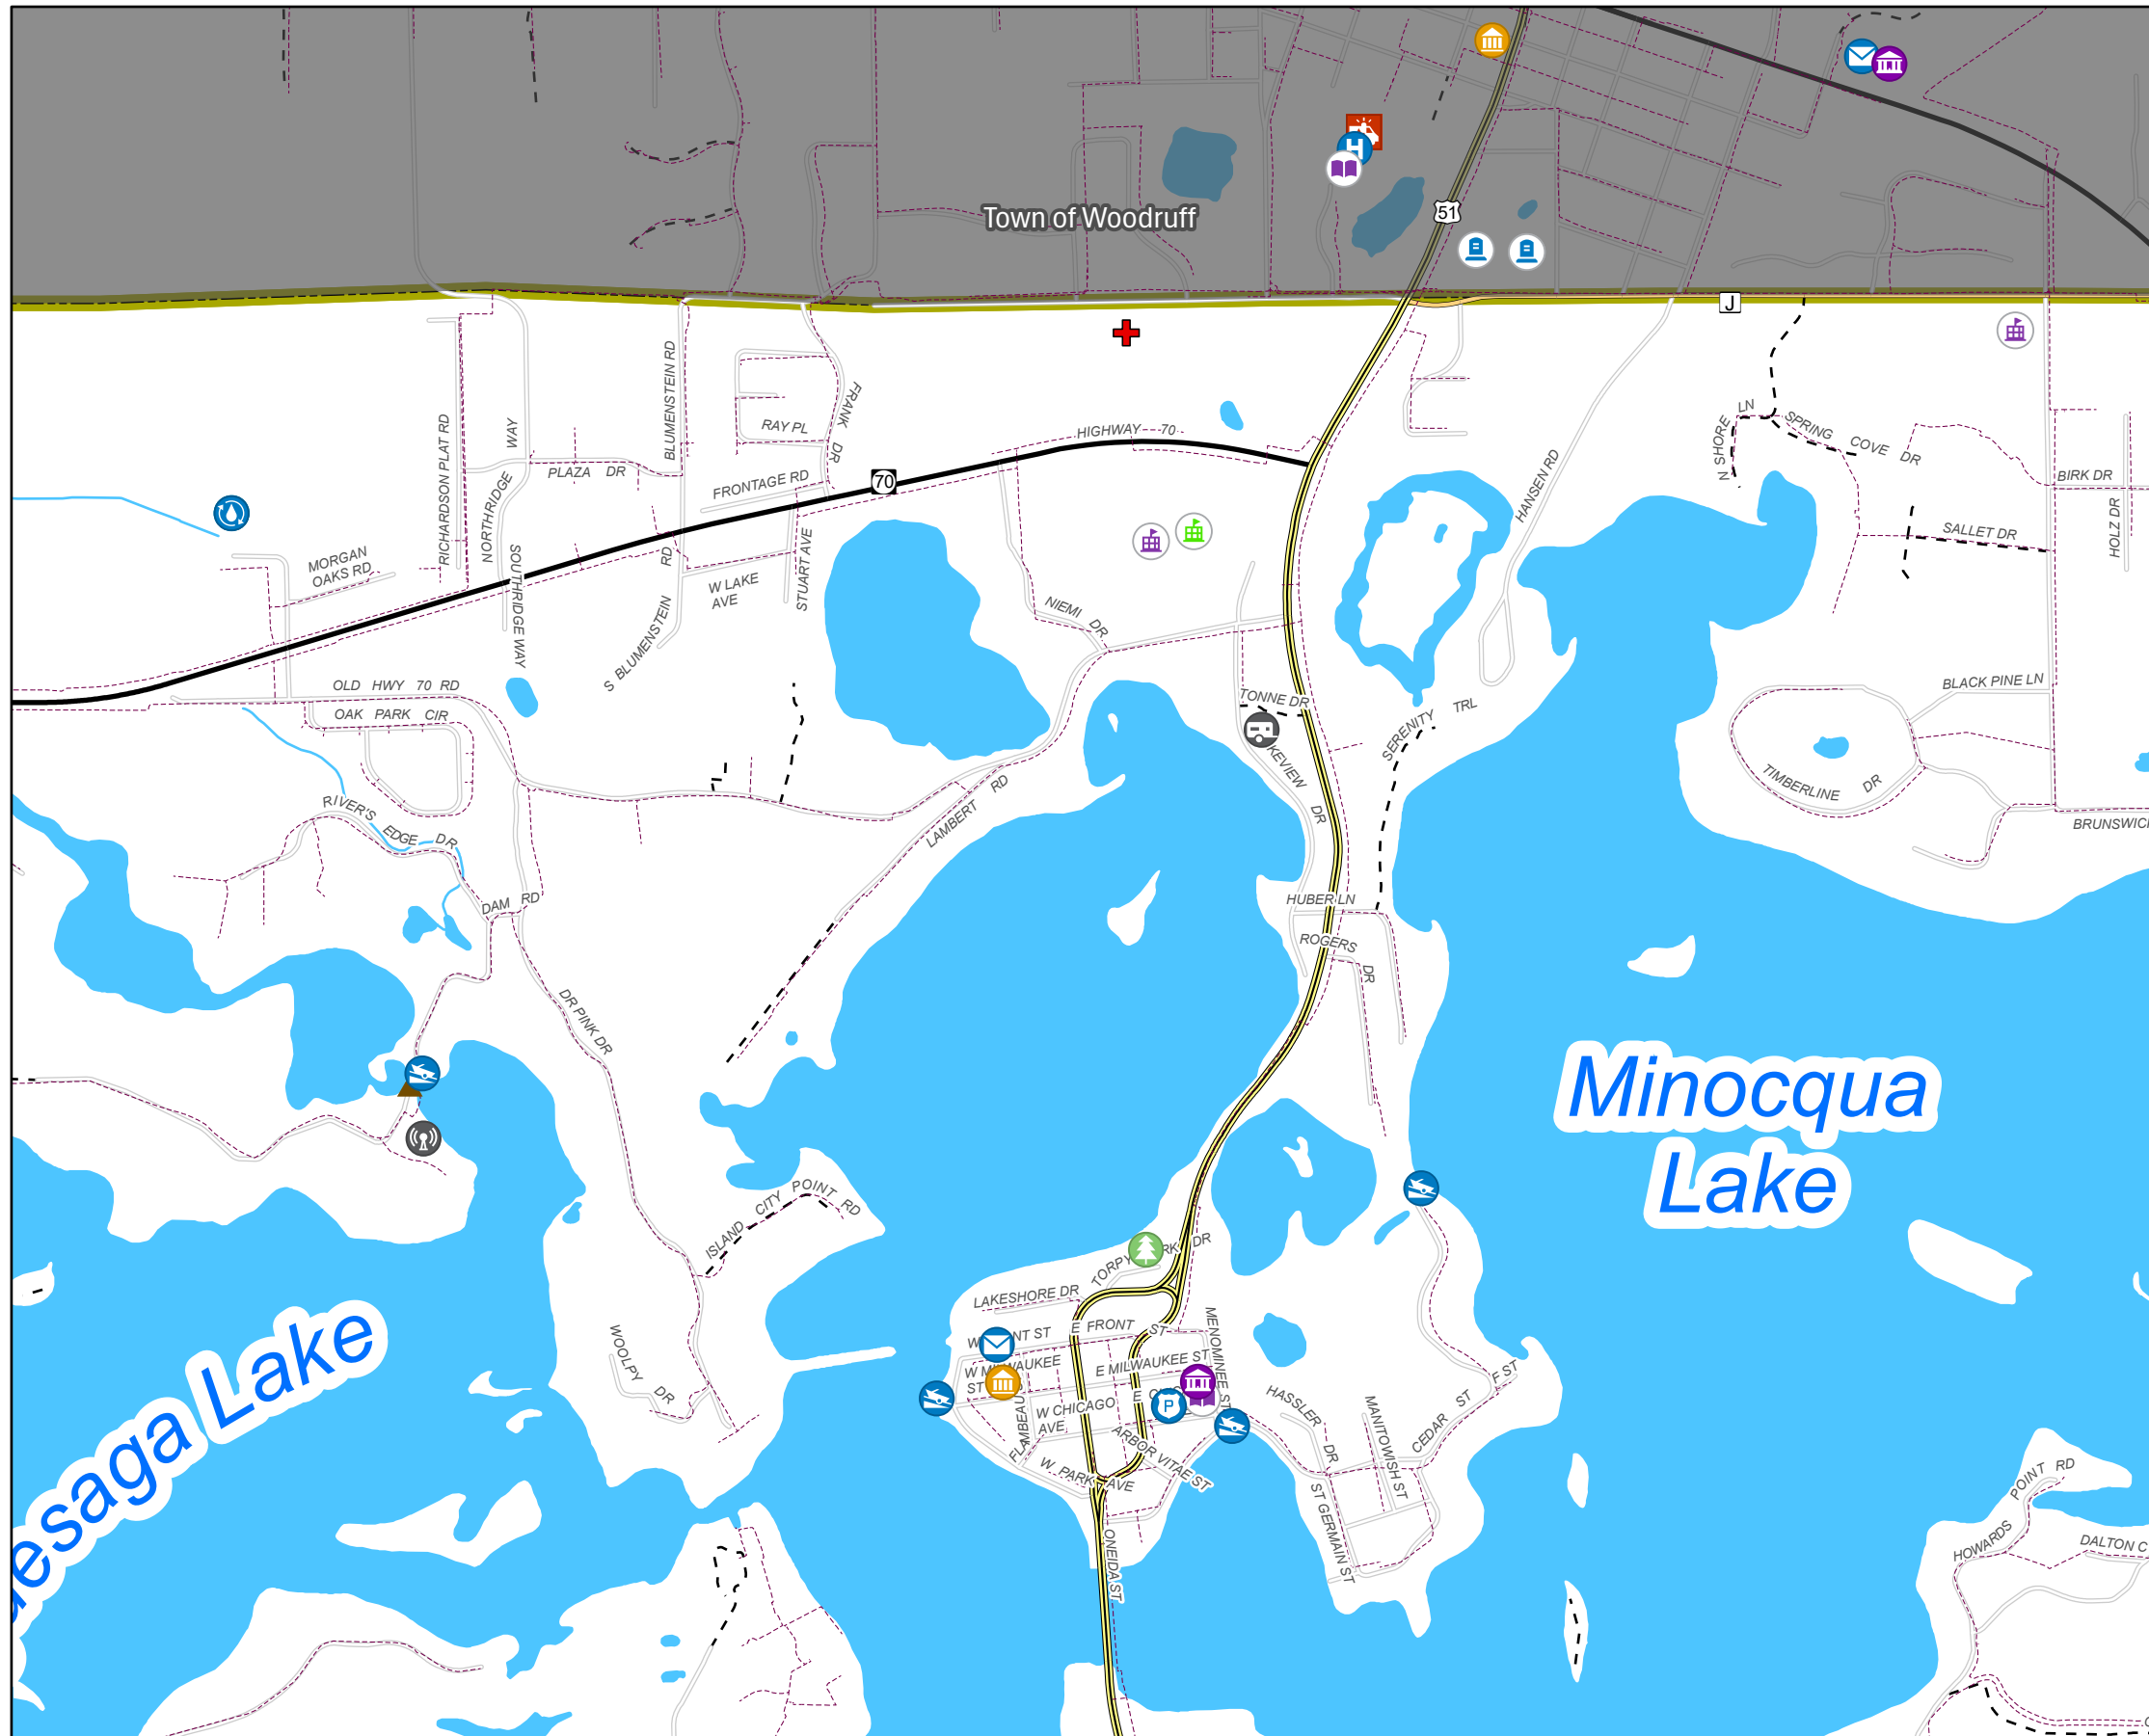 Town of Woodruff
51
J
H
RICHARDSON PLAT RD
NORTHRIDGE WAY
BLUMENSTEIN RD
PLAZA DR
RAY PL
FRANK DR
FRONTAGE RD
70
HIGHWAY 70
HANSEN RD
N SHORE LN
SPRING COVE DR
BIRK DR
SALLET DR
HOLZ DR
MORGAN
OAKS RD
SOUTHRIDGE WAY
S BLUMENSTEIN RD
W LAKE
AVE
STUART AVE
NIEMI DR
OLD HWY 70 RD
OAK PARK CIR
TONNE DR
SERENITY TRL
BLACK PINE LN
TIMBERLINE DR
KEVIEW DR
LAMBERT RD
RIVER'S EDGE DR
DAM RD
HUBER LN
ROGERS DR
DR PINK DR
Minocqua
Lake
ISLAND CITY POINT RD
TORPY DR
LAKESHORE DR
E FRONT ST
E MILWAUKEE ST
MENOMINEE ST
W MILWAUKEE
ST
W CHICAGO
AVE
P
ARBOR VITAE ST
W PARK AVE
ONEIDA ST
HASSLER DR
MANITOWISH ST
CEDAR ST
F ST
ST GERMAIN ST
WOOLPY DR
esaga Lake
HOWARDS POINT RD
DALTON C